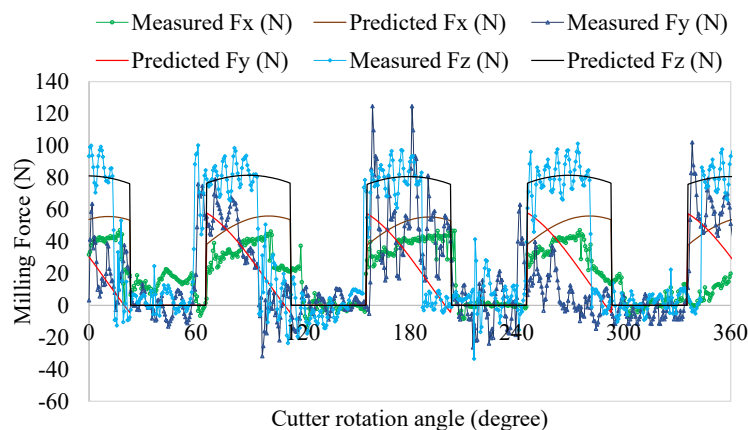 Measured Fx (N) Predicted Fx (N) Measured Fy (N)
Predicted Fy (N) Measured Fz (N) Predicted Fz (N)
140
120
100
80
60
40
20
0
-20
-40
-60
0 60 120 180 240 300 360
Milling Force (N)
Cutter rotation angle (degree)